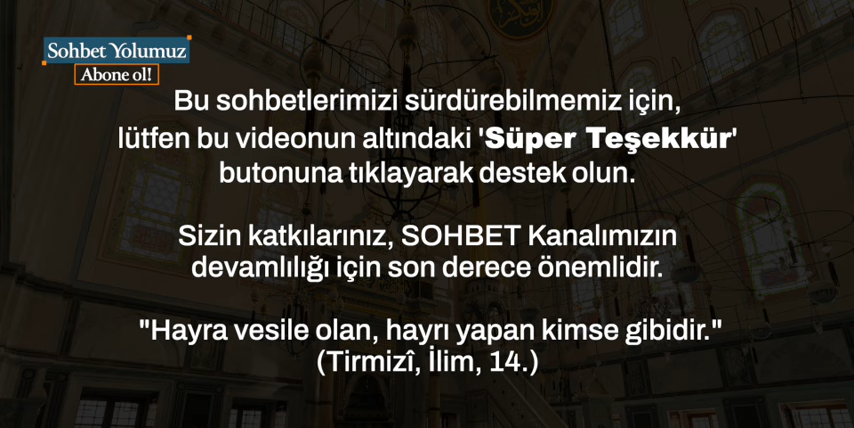 Sohbet Yolumuz
Abone ol!
Bu sohbetlerimizi sürdürebilmemiz için,
lütfen bu videonun altındaki 'Süper Teşekkür'
butonuna tıklayarak destek olun.
Sizin katkılarınız, SOHBET Kanalımızın
devamlılığı için son derece önemlidir.
"Hayra vesile olan, hayrı yapan kimse gibidir."
(Tirmizî, İlim, 14.)